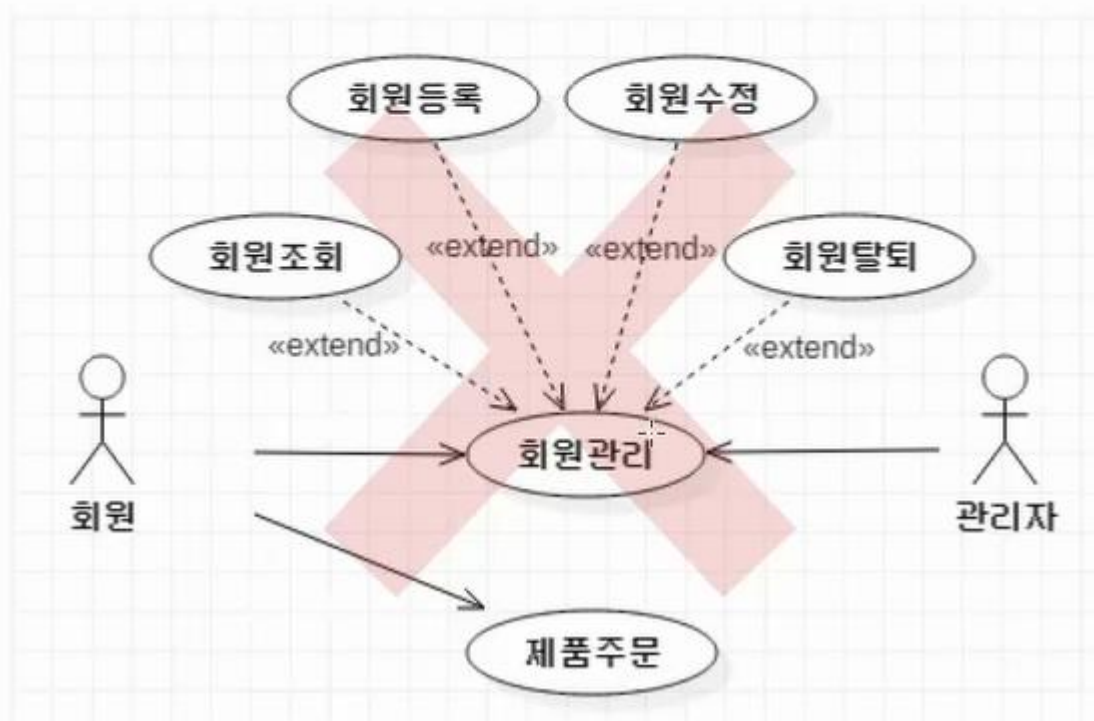 회원등록
회원수정
회원조회
«extend»
«extend»
회원탈퇴
«extend»
«extend»
회원관리
회원
관리자
제품주문